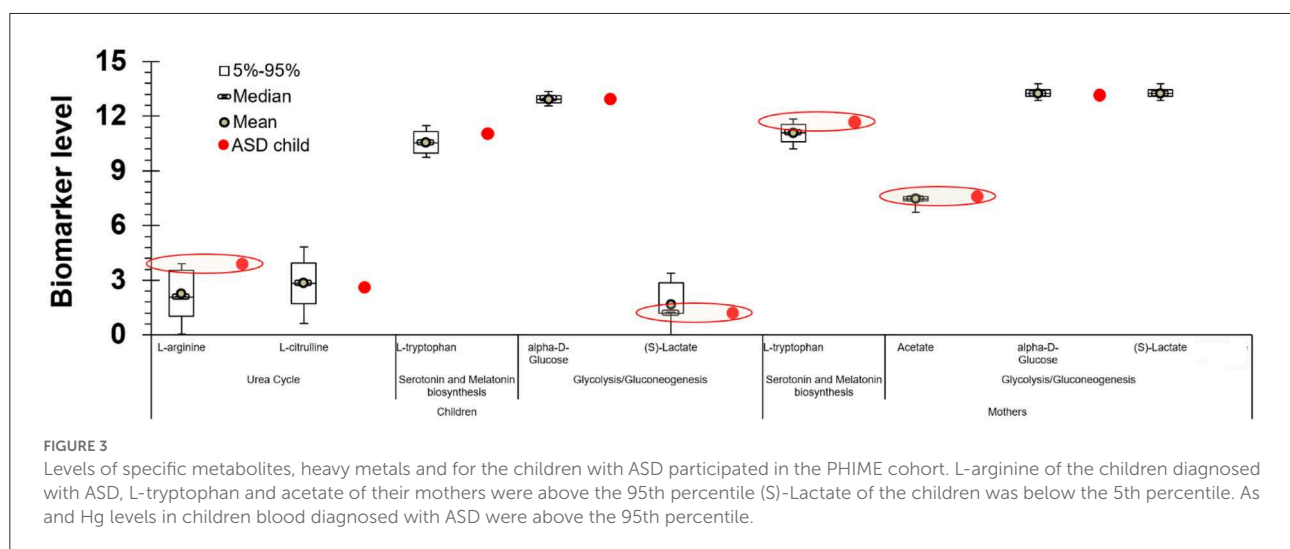 15
12
9
6
3
0
Biomarker level
5%-95%
Median
Mean
ASD child
L-arginine L-citrulline L-tryptophan alpha-D- (S)-Lactate L-tryptophan Acetate alpha-D- (S)-Lactate
Glucose Glucose
Urea Cycle Serotonin and Melatonin Glycolysis/Gluconeogenesis Serotonin and Melatonin Glycolysis/Gluconeogenesis
biosynthesis biosynthesis
Children Mothers
FIGURE 3
Levels of specific metabolites, heavy metals and for the children with ASD participated in the PHIME cohort. L-arginine of the children diagnosed
with ASD, L-tryptophan and acetate of their mothers were above the 95th percentile (S)-Lactate of the children was below the 5th percentile. As
and Hg levels in children blood diagnosed with ASD were above the 95th percentile.